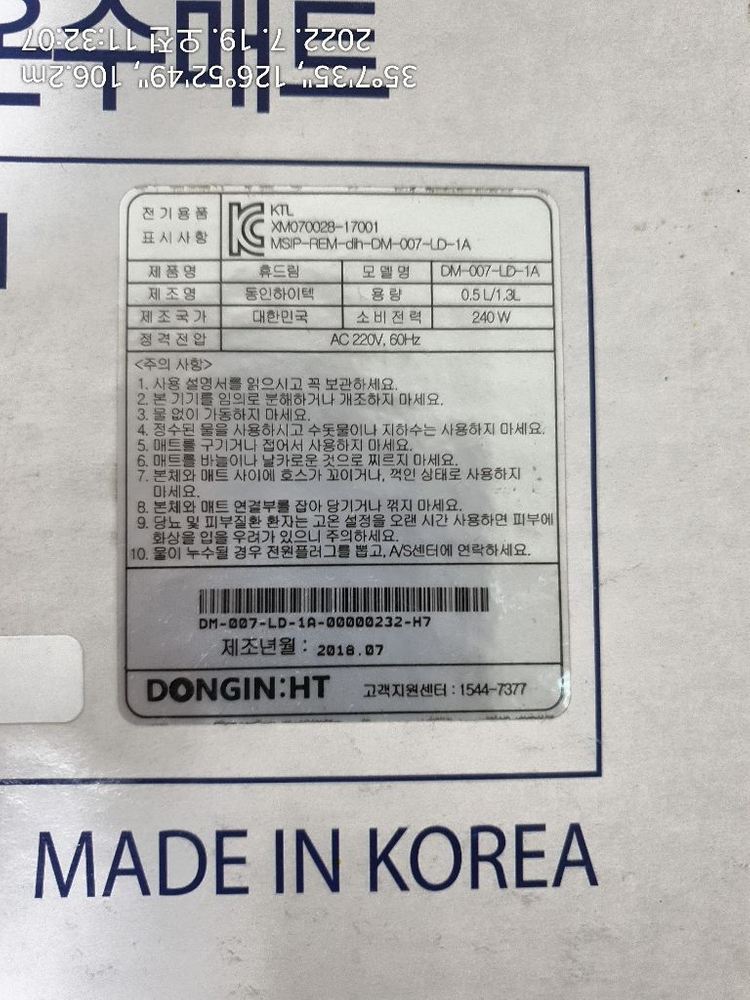 2022. 7. 19. 오전 11:32:07
35°7'35", 126°52'49", 106.2m
온수매트
전기용품
표시사항
KC
KTL
XM070028-17001
MSIP-REM-dih-DM-007-LD-1A
제품명 휴드림 모델명 DM-007-LD-1A
제조명 동인하이텍 용량 0.5 L/1.3L
제조국가 대한민국 소비전력 240 W
정격전압 AC 220V, 60Hz
<주의 사항>
1. 사용 설명서를 읽으시고 꼭 보관하세요.
2. 본 기기를 임의로 분해하거나 개조하지 마세요.
3. 물 없이 가동하지 마세요.
4. 정수된 물을 사용하시고 수돗물이나 지하수는 사용하지 마세요.
5. 매트를 구기거나 접어서 사용하지 마세요.
6. 매트를 바늘이나 날카로운 것으로 찌르지 마세요.
7. 본체와 매트 사이에 호스가 꼬이거나, 꺽인 상태로 사용하지
마세요.
8. 본체와 매트 연결부를 잡아 당기거나 꺾지 마세요.
9. 당뇨 및 피부질환 환자는 고온 설정을 오랜 시간 사용하면 피부에
화상을 입을 우려가 있으니 주의하세요.
10. 물이 누수될 경우 전원플러그를 뽑고, A/S센터에 연락하세요.
DM-007-LD-1A-00000232-H7
제조년월 : 2018.07
DONGIN:HT 고객지원센터 : 1544-7377
MADE IN KOREA